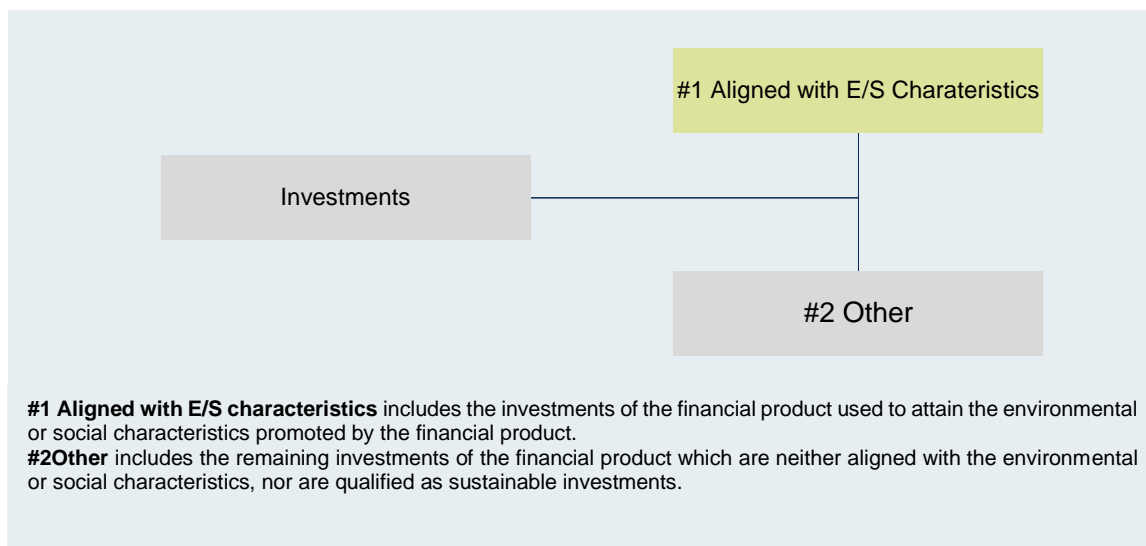 #1 Aligned with E/S Charateristics
Investments
#2 Other
#1 Aligned with E/S characteristics includes the investments of the financial product used to attain the environmental
or social characteristics promoted by the financial product.
#2Other includes the remaining investments of the financial product which are neither aligned with the environmental
or social characteristics, nor are qualified as sustainable investments.